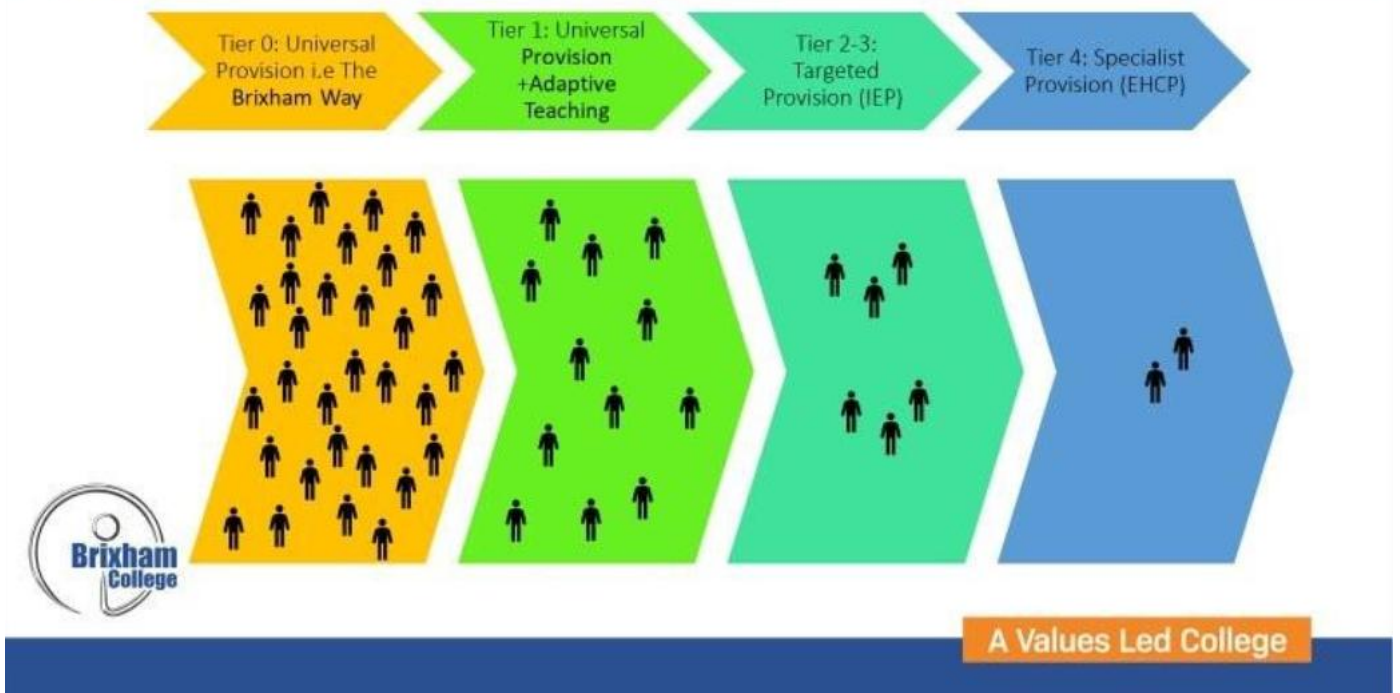 Tier 0: Universal
Provision i.e The
Brixham Way
Tier 1: Universal
Provision
+Adaptive
Teaching
Tier 2-3:
Targeted
Provision (IEP)
Tier 4: Specialist
Provision (EHCP)
Brixham
College
A Values Led College